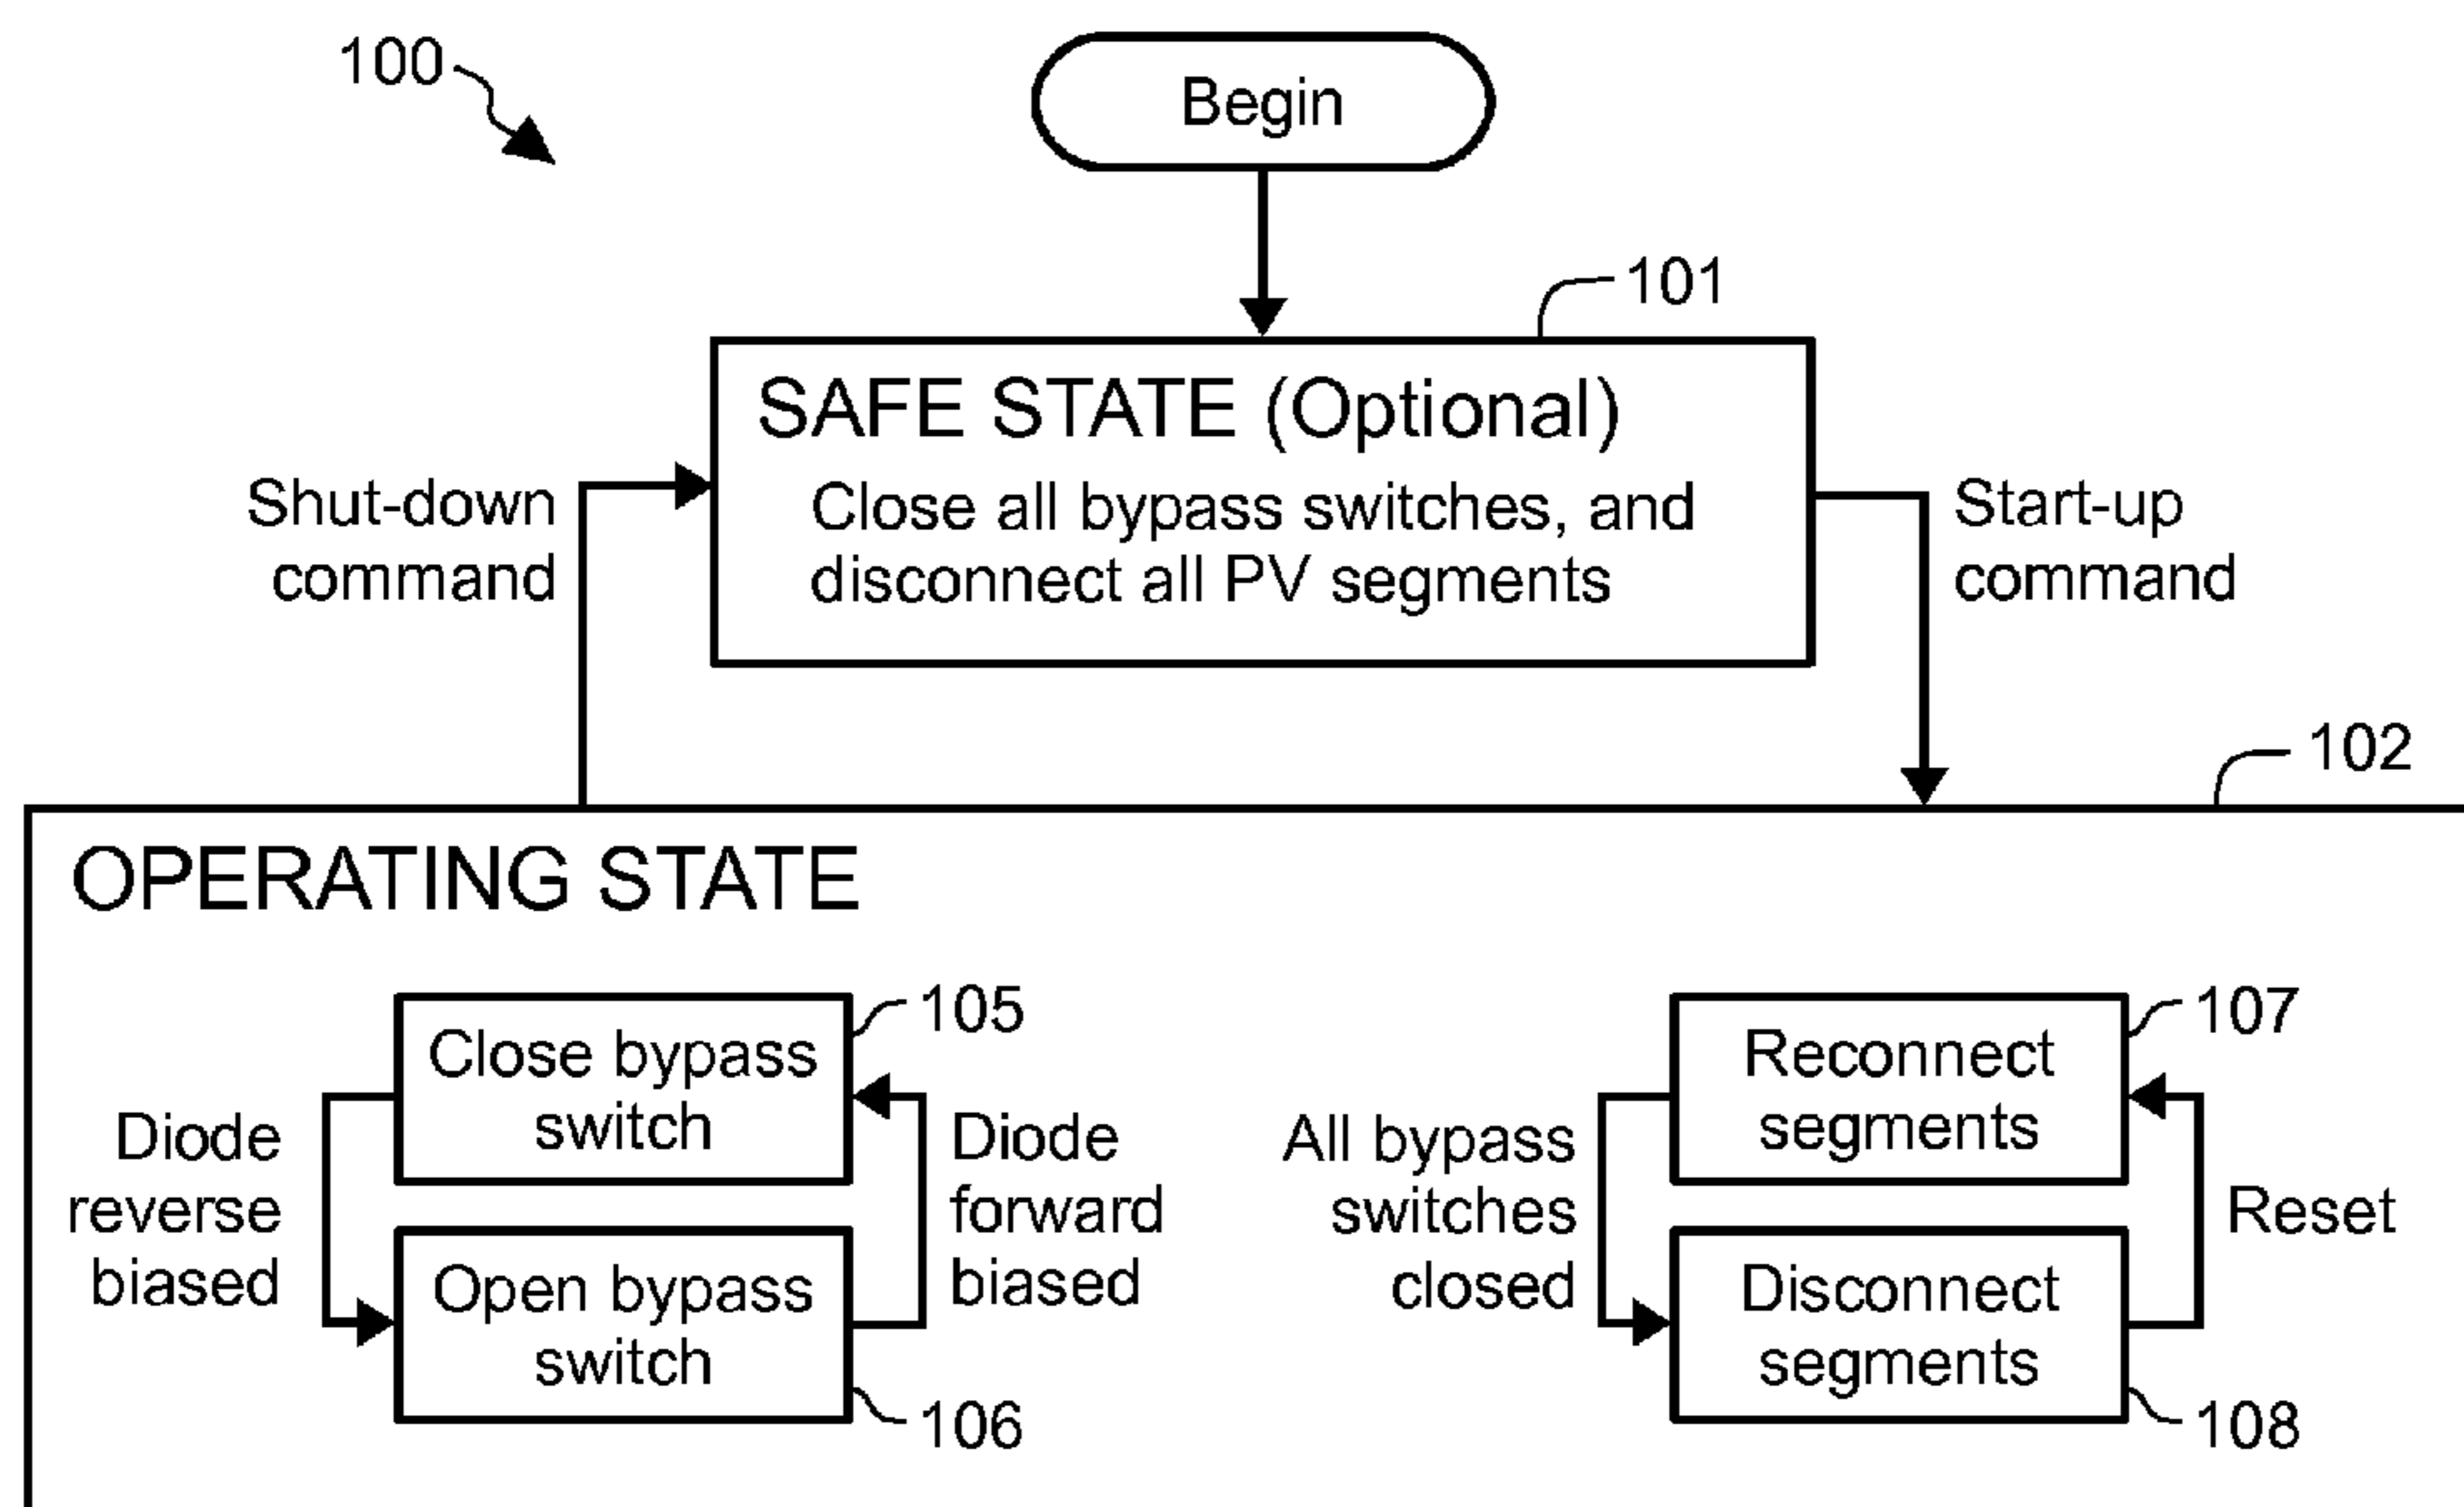 100
Begin
101
SAFE STATE (Optional)
Close all bypass switches, and
disconnect all PV segments
Shut-down
command
Start-up
command
102
OPERATING STATE
105
Close bypass
switch
Diode
reverse
biased
Diode
forward
biased
Open bypass
switch
106
107
Reconnect
segments
All bypass
switches
closed
Reset
Disconnect
segments
108